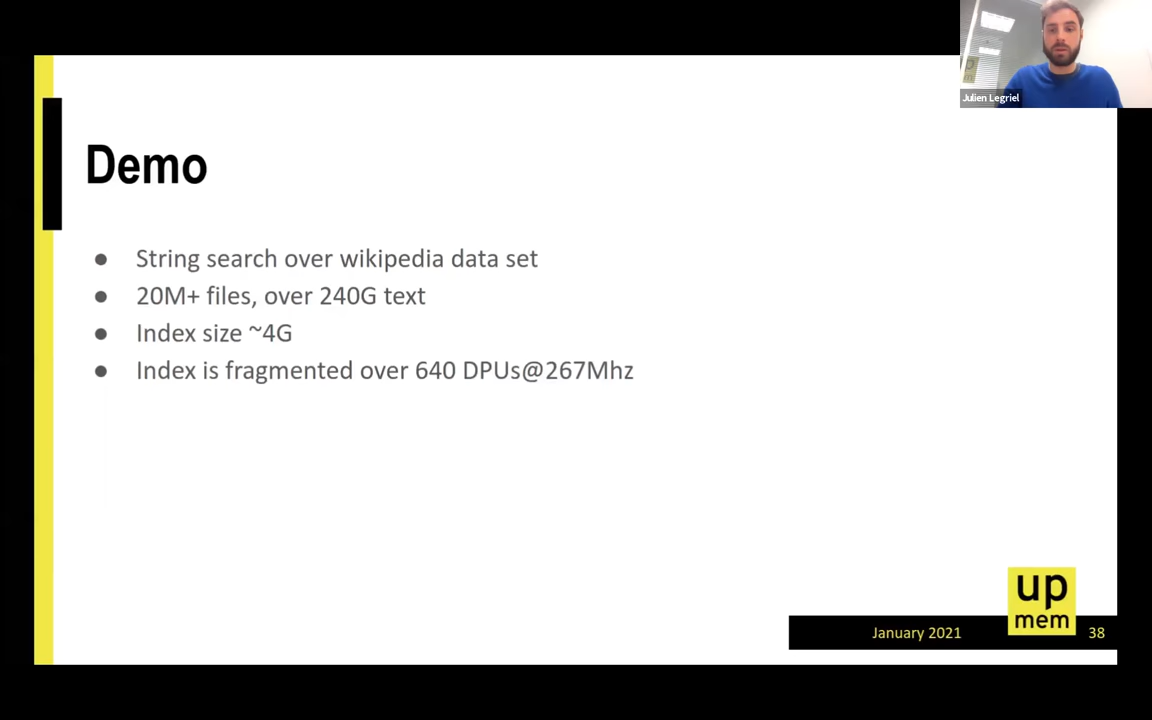 Julien Legriel
Demo
● String search over wikipedia data set
● 20M+ files, over 240G text
● Index size ~4G
● Index is fragmented over 640 DPUs@267Mhz
up
mem
January 2021
38